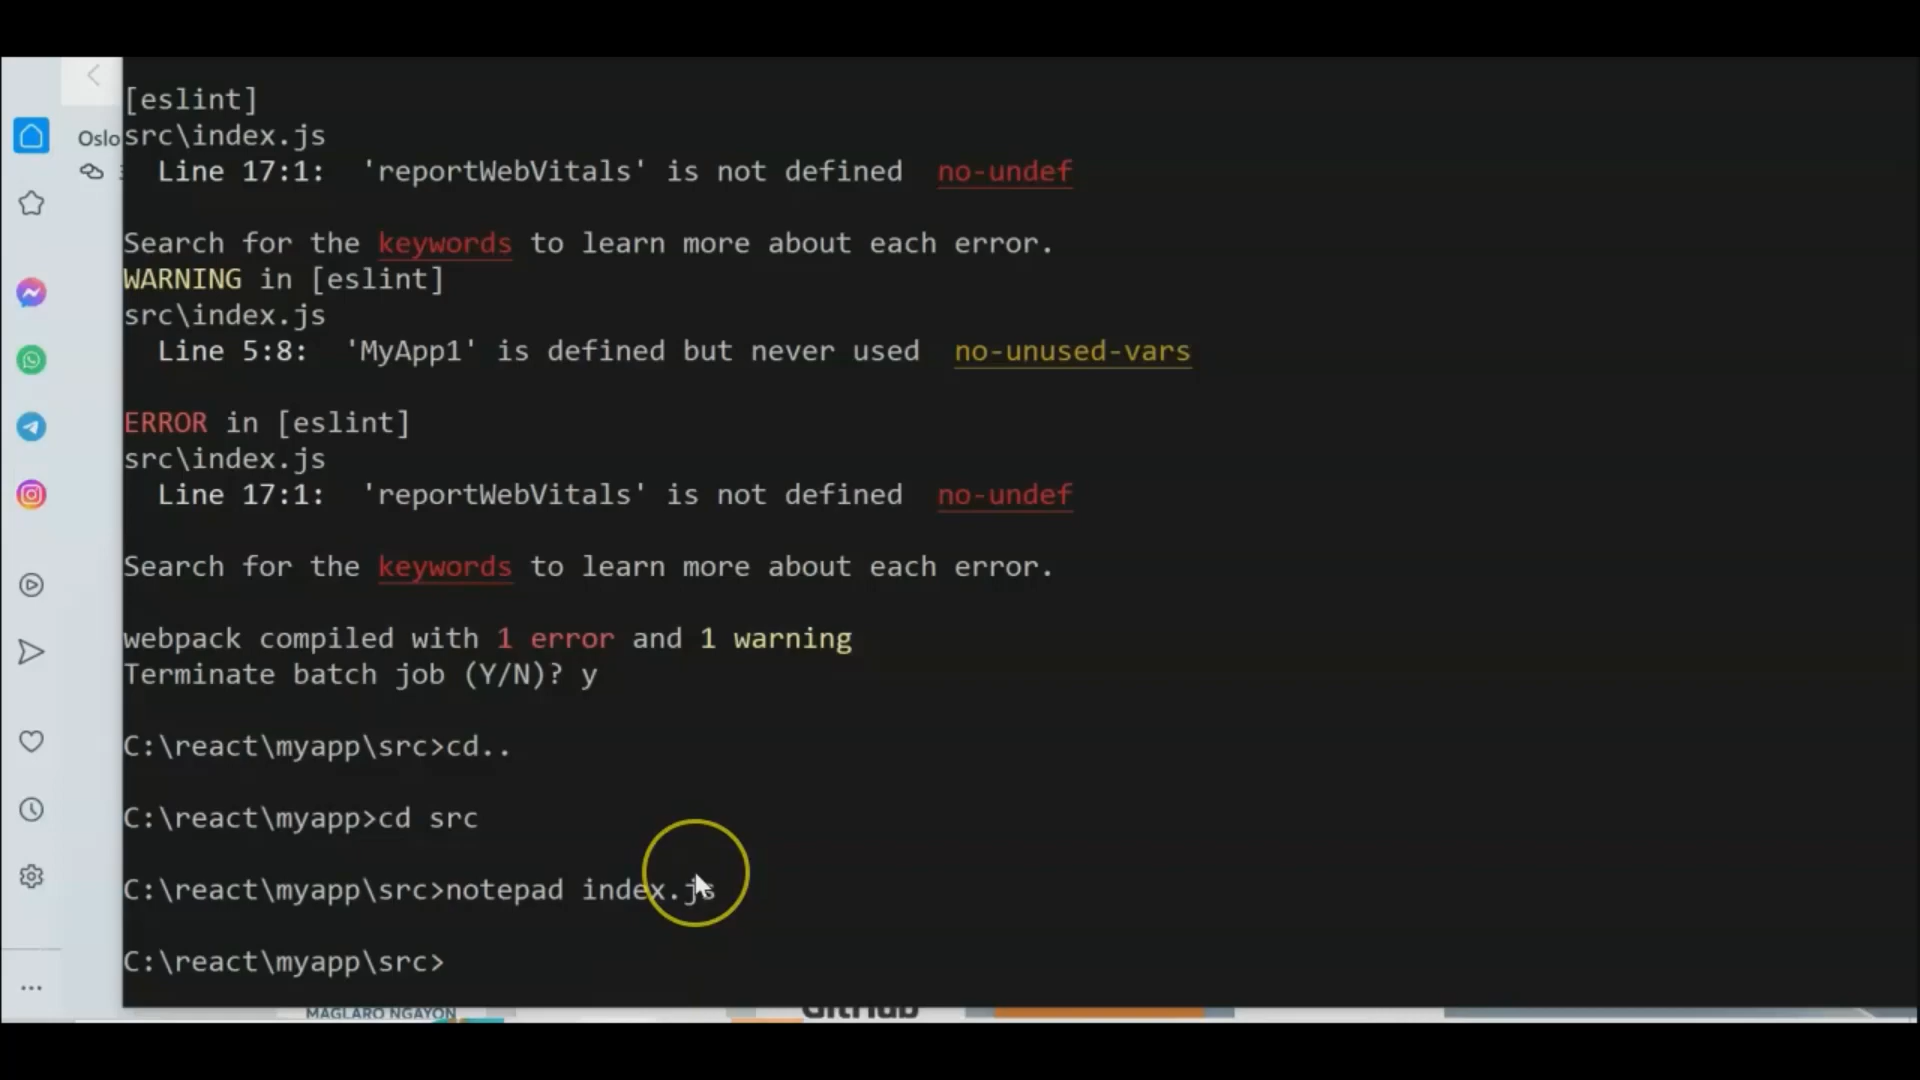 [eslint]
Oslo
src\index.js
  Line 17:1:  'reportWebVitals' is not defined  no-undef
Search for the keywords to learn more about each error.
WARNING in [eslint]
src\index.js
  Line 5:8:  'MyApp1' is defined but never used  no-unused-vars
ERROR in [eslint]
src\index.js
  Line 17:1:  'reportWebVitals' is not defined  no-undef
Search for the keywords to learn more about each error.
webpack compiled with 1 error and 1 warning
Terminate batch job (Y/N)? y
C:\react\myapp\src>cd..
C:\react\myapp>cd src
C:\react\myapp\src>notepad index.js
C:\react\myapp\src>
MAGLARO NGAYON
GitHub